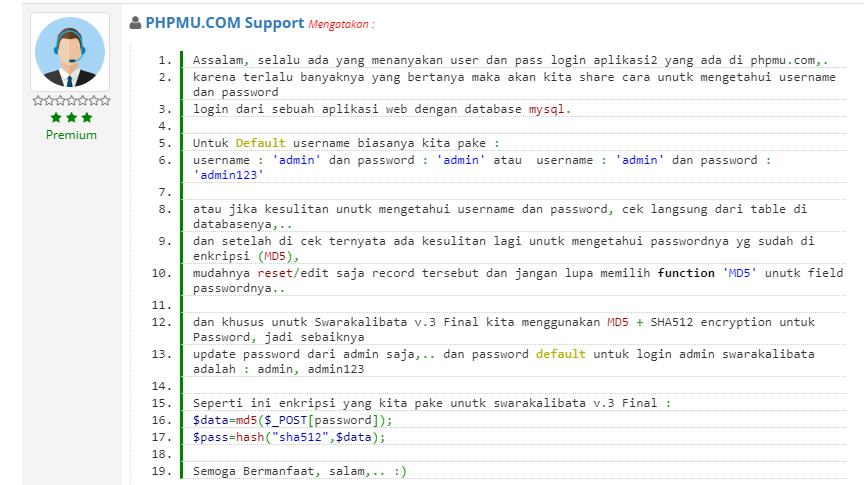 PHPMU.COM Support Mengatakan :
Premium
1. Assalam, selalu ada yang menanyakan user dan pass login aplikasi2 yang ada di phpmu.com,.
2. karena terlalu banyaknya yang bertanya maka akan kita share cara unutk mengetahui username
dan password
3. login dari sebuah aplikasi web dengan database mysql.
4.
5. Untuk Default username biasanya kita pake :
6. username : 'admin' dan password : 'admin' atau  username : 'admin' dan password :
'admin123'
7.
8. atau jika kesulitan unutk mengetahui username dan password, cek langsung dari table di
databasenya,..
9. dan setelah di cek ternyata ada kesulitan lagi unutk mengetahui passwordnya yg sudah di
enkripsi (MD5),
10. mudahnya reset/edit saja record tersebut dan jangan lupa memilih function 'MD5' unutk field
passwordnya..
11.
12. dan khusus unutk Swarakalibata v.3 Final kita menggunakan MD5 + SHA512 encryption untuk
Password, jadi sebaiknya
13. update password dari admin saja,.. dan password default untuk login admin swarakalibata
adalah : admin, admin123
14.
15. Seperti ini enkripsi yang kita pake unutk swarakalibata v.3 Final :
16. $data=md5($_POST[password]);
17. $pass=hash("sha512",$data);
18.
19. Semoga Bermanfaat, salam,.. :)